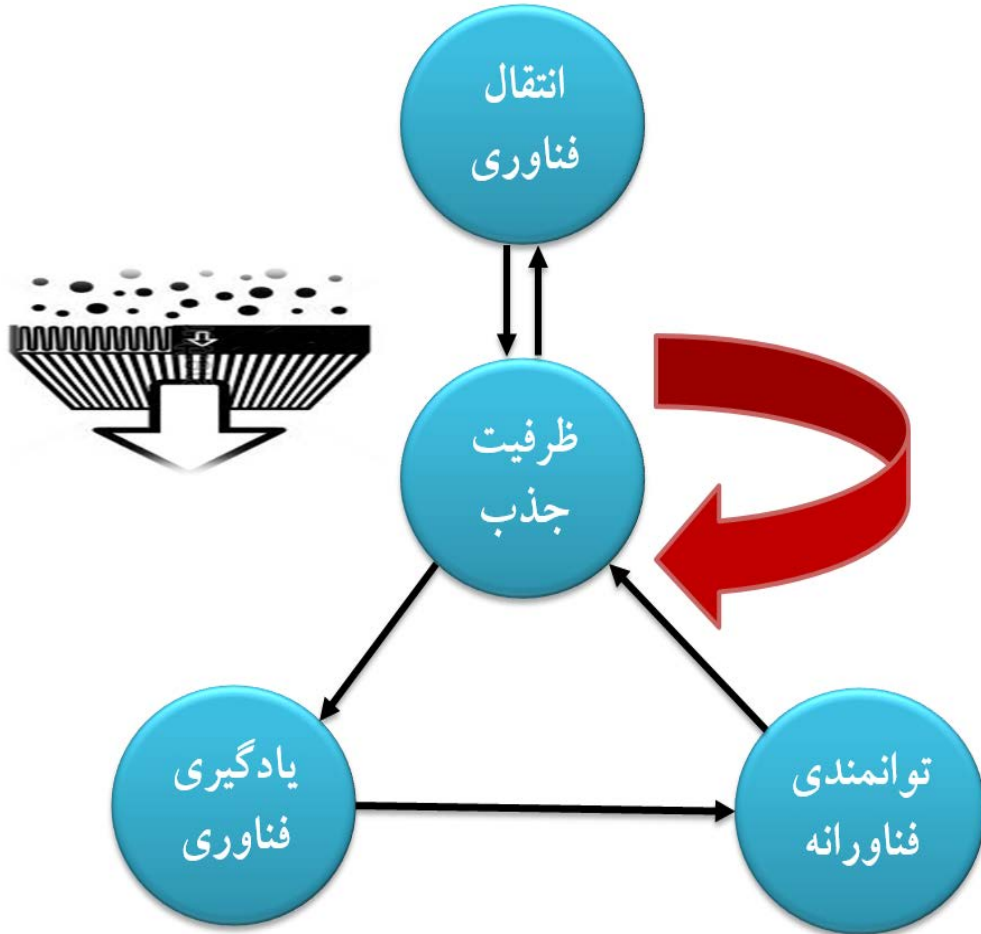 انتقال
فناوری
ظرفیت
جذب
یادگیری
فناوری
توانمندی
فناورانه